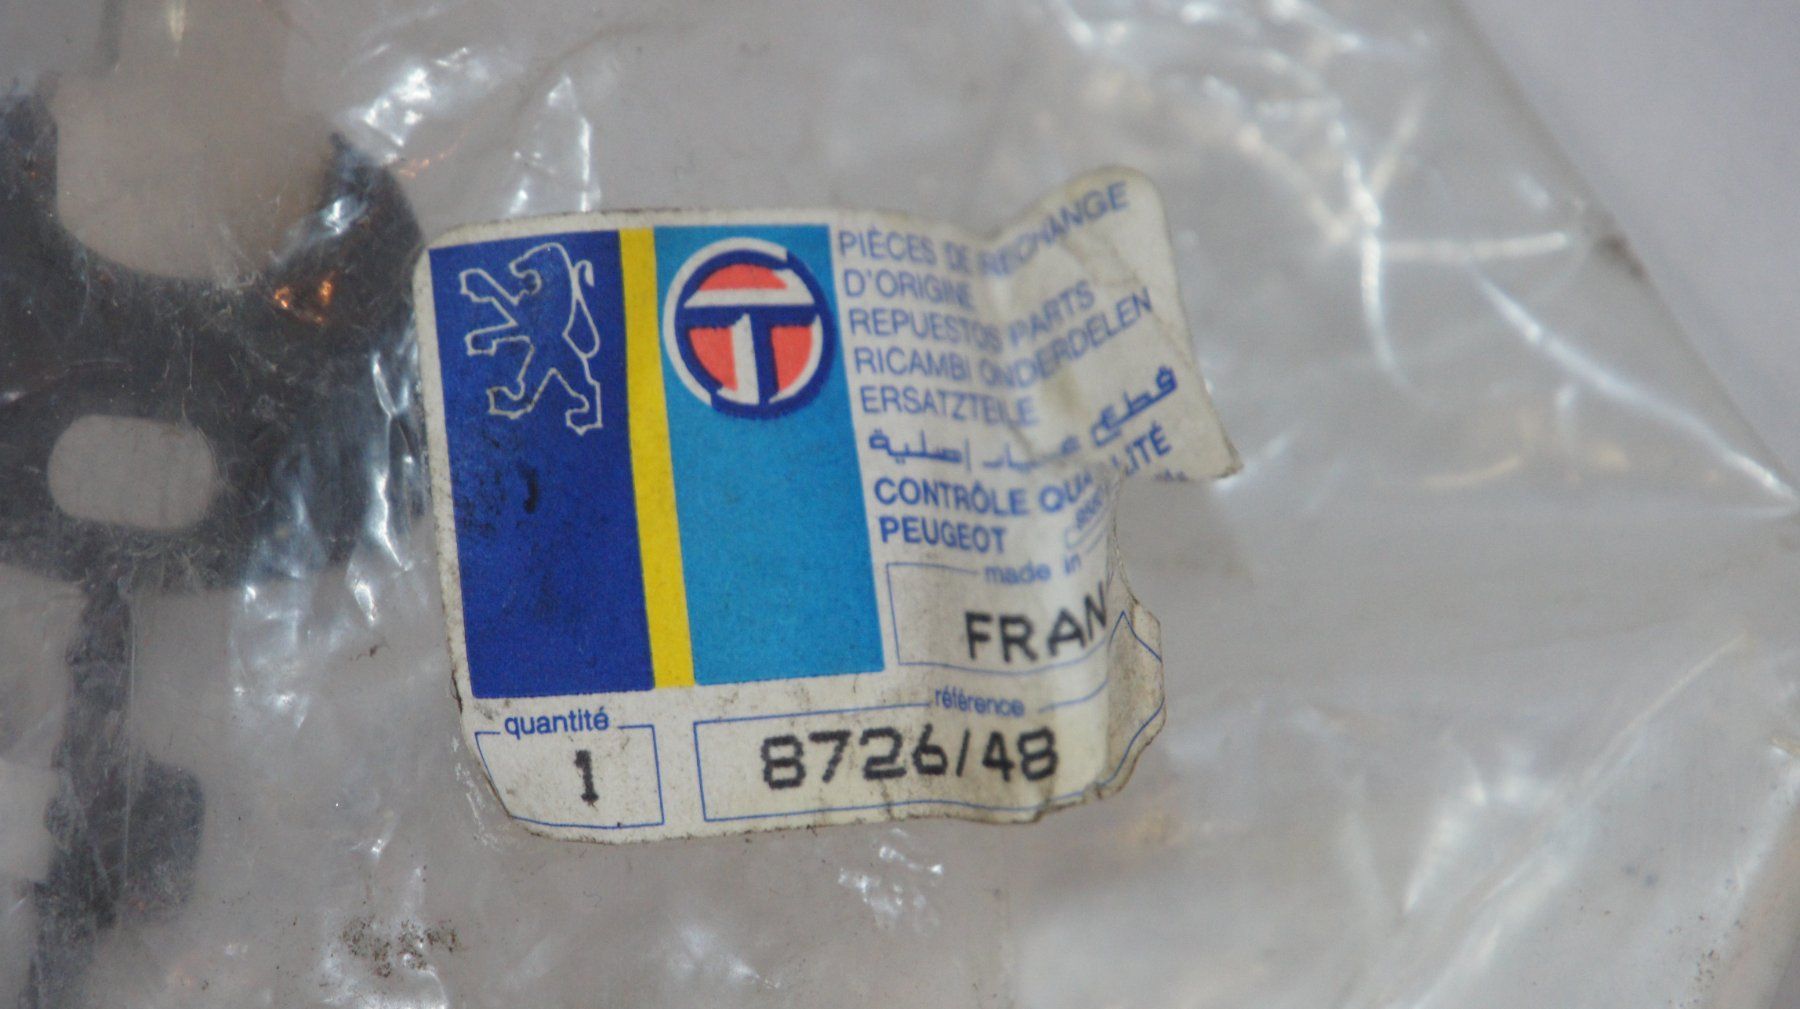 PIÈCES DE RECHANGE
D'ORIGINE
REPUESTOS PARTS
RICAMBI ONDERDELEN
ERSATZTEILE
قطع غيار اصلية
CONTRÔLE QUALITÉ
PEUGEOT
made in
FRAN
quantité
1
référence
8726/48